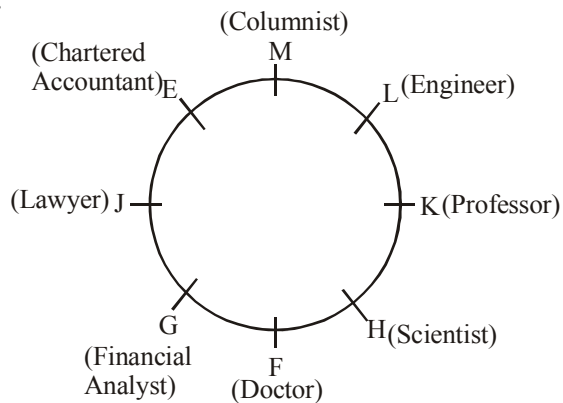 (Columnist)
M
(Chartered
Accountant) E
L (Engineer)
(Lawyer) J
K (Professor)
G
H (Scientist)
(Financial
Analyst)
F
(Doctor)